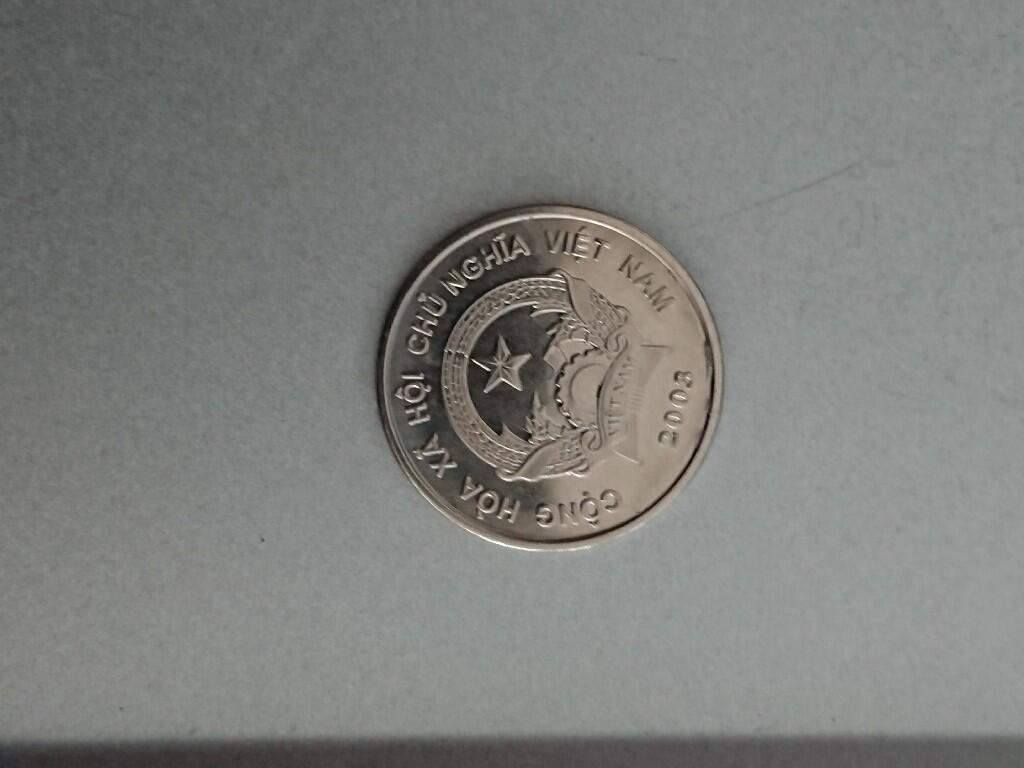 CỘNG HÒA XÃ HỘI CHỦ NGHĨA VIỆT NAM
VIỆT NAM
2003